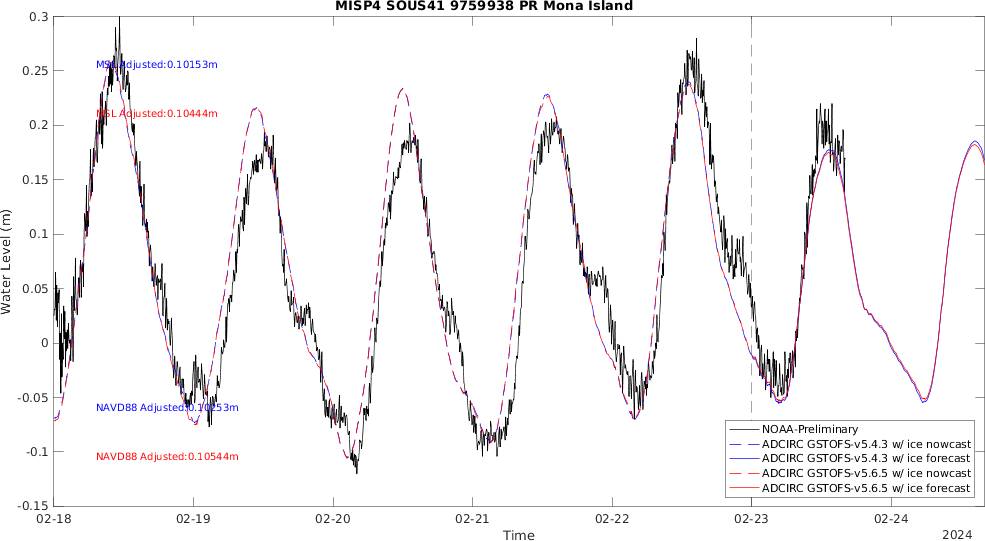 MISP4 SOUS41 9759938 PR Mona Island
0.3
0.25
0.2
0.15
0.1
0.05
0
-0.05
-0.1
-0.15
Water Level (m)
MSL Adjusted:0.10153m
MSL Adjusted:0.10444m
NAVD88 Adjusted:0.10253m
NAVD88 Adjusted:0.10544m
NOAA-Preliminary
ADCIRC GSTOFS-v5.4.3 w/ ice nowcast
ADCIRC GSTOFS-v5.4.3 w/ ice forecast
ADCIRC GSTOFS-v5.6.5 w/ ice nowcast
ADCIRC GSTOFS-v5.6.5 w/ ice forecast
02-18 02-19 02-20 02-21 02-22 02-23 02-24
Time
2024